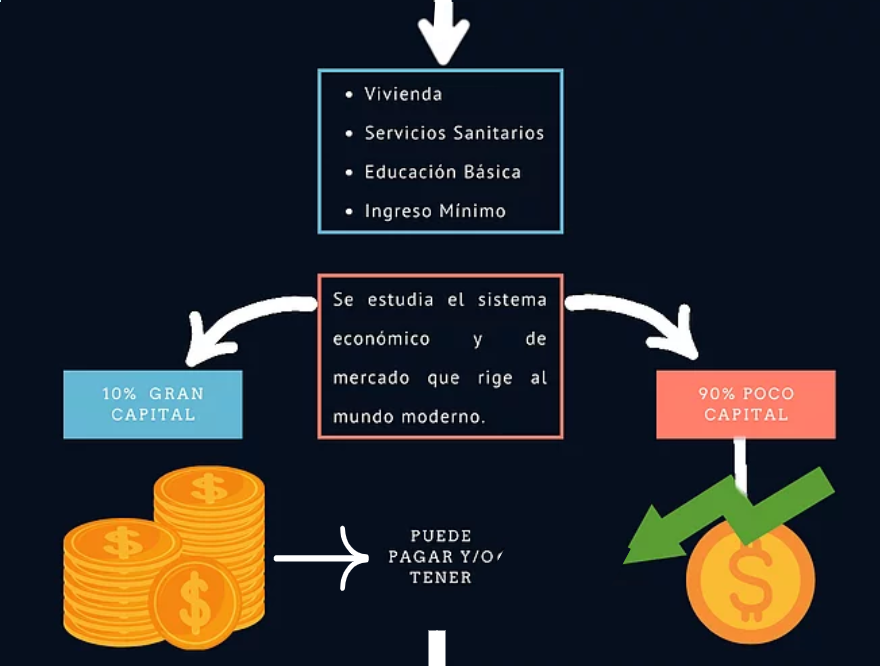 Vivienda
Servicios Sanitarios
Educación Básica
Ingreso Mínimo
Se estudia el sistema
económico y de
mercado que rige al
mundo moderno.
10% GRAN
CAPITAL
90% POCO
CAPITAL
PUEDE
PAGAR Y/O
TENER